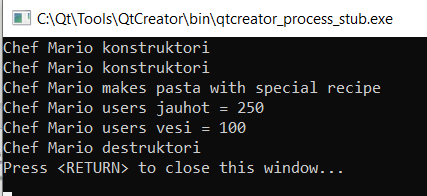 C:\Qt\Tools\QtCreator\bin\qtcreator_process_stub.exe
Chef Mario konstruktori
Chef Mario konstruktori
Chef Mario makes pasta with special recipe
Chef Mario users jauhot = 250
Chef Mario users vesi = 100
Chef Mario destruktori
Press <RETURN> to close this window...